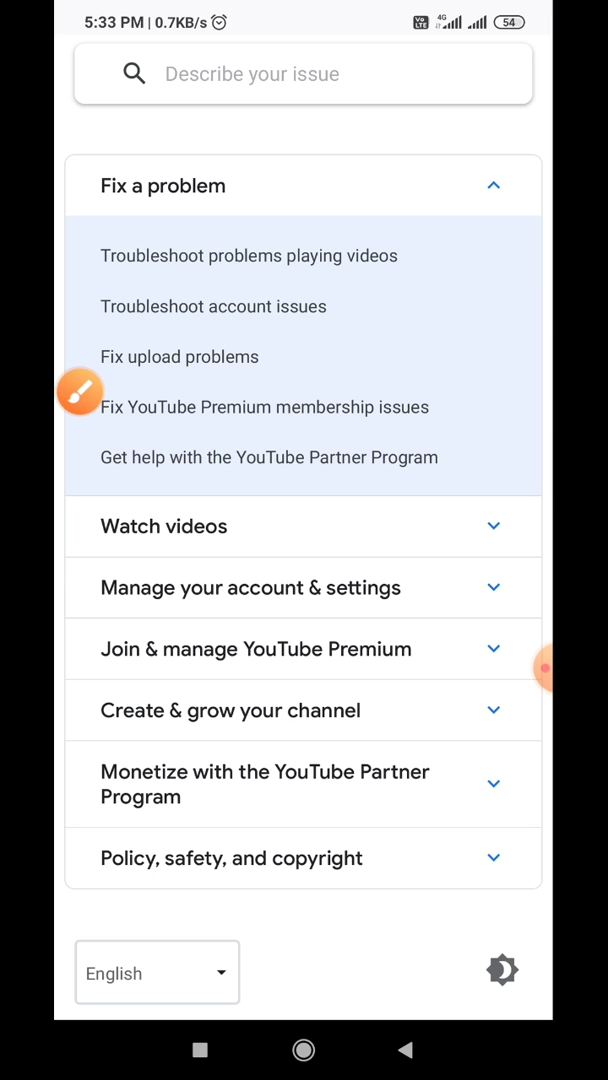 5:33 PM | 0.7KB/s
Vo LTE 4G 54
Describe your issue
Fix a problem
Troubleshoot problems playing videos
Troubleshoot account issues
Fix upload problems
Fix YouTube Premium membership issues
Get help with the YouTube Partner Program
Watch videos
Manage your account & settings
Join & manage YouTube Premium
Create & grow your channel
Monetize with the YouTube Partner
Program
Policy, safety, and copyright
English